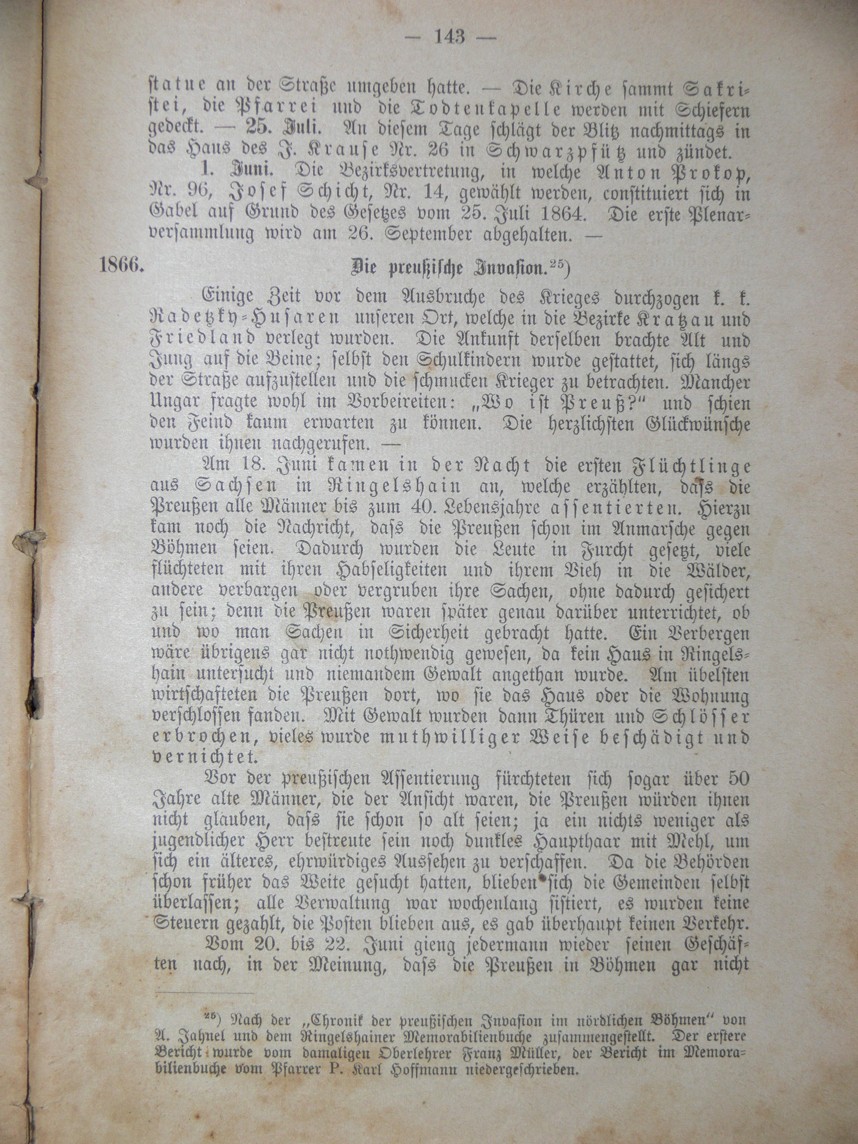 — 143 —
statue an der Straße umgeben hatte. — Die Kirche sammt Sakri-
stei, die Pfarrei und die Todtenkapelle werden mit Schiefern
gedeckt. — 25. Juli. An diesem Tage schlägt der Blitz nachmittags in
das Haus des J. Krause Nr. 26 in Schwarzpfütz und zündet.
1. Juni. Die Bezirksvertretung, in welche Anton Prokop,
Nr. 96, Josef Schicht, Nr. 14, gewählt werden, constituiert sich in
Gabel auf Grund des Gesetzes vom 25. Juli 1864. Die erste Plenar-
versammlung wird am 26. September abgehalten. —
1866. Die preußische Invasion.²⁵)
Einige Zeit vor dem Ausbruche des Krieges durchzogen k. k.
Radetzky-Husaren unseren Ort, welche in die Bezirke Kratzau und
Friedland verlegt wurden. Die Ankunft derselben brachte Alt und
Jung auf die Beine; selbst den Schulkindern wurde gestattet, sich längs
der Straße aufzustellen und die schmucken Krieger zu betrachten. Mancher
Ungar fragte wohl im Vorbeireiten: „Wo ist Preuß?“ und schien
den Feind kaum erwarten zu können. Die herzlichsten Glückwünsche
wurden ihnen nachgerufen. —
Am 18. Juni kamen in der Nacht die ersten Flüchtlinge
aus Sachsen in Ringelshain an, welche erzählten, dass die
Preußen alle Männer bis zum 40. Lebensjahre assentierten. Hierzu
kam noch die Nachricht, dass die Preußen schon im Anmarsche gegen
Böhmen seien. Dadurch wurden die Leute in Furcht gesetzt, viele
flüchteten mit ihren Habseligkeiten und ihrem Vieh in die Wälder,
andere verbargen oder vergruben ihre Sachen, ohne dadurch gesichert
zu sein; denn die Preußen waren später genau darüber unterrichtet, ob
und wo man Sachen in Sicherheit gebracht hatte. Ein Verbergen
wäre übrigens gar nicht nothwendig gewesen, da kein Haus in Ringels-
hain untersucht und niemandem Gewalt angethan wurde. Am übelsten
wirtschafteten die Preußen dort, wo sie das Haus oder die Wohnung
verschlossen fanden. Mit Gewalt wurden dann Thüren und Schlösser
erbrochen, vieles wurde muthwilliger Weise beschädigt und
vernichtet.
Vor der preußischen Assentierung fürchteten sich sogar über 50
Jahre alte Männer, die der Ansicht waren, die Preußen würden ihnen
nicht glauben, dass sie schon so alt seien; ja ein nichts weniger als
jugendlicher Herr bestreute sein noch dunkles Haupthaar mit Mehl, um
sich ein älteres, ehrwürdiges Aussehen zu verschaffen. Da die Behörden
schon früher das Weite gesucht hatten, blieben sich die Gemeinden selbst
überlassen; alle Verwaltung war wochenlang sistiert, es wurden keine
Steuern gezahlt, die Posten blieben aus, es gab überhaupt keinen Verkehr.
Vom 20. bis 22. Juni gieng jedermann wieder seinen Geschäf-
ten nach, in der Meinung, dass die Preußen in Böhmen gar nicht
²⁵) Nach der „Chronik der preußischen Invasion im nördlichen Böhmen“ von
A. Jahnel und dem Ringelshainer Memorabilienbuche zusammengestellt. Der erstere
Bericht wurde vom damaligen Oberlehrer Franz Müller, der Bericht im Memora-
bilienbuche vom Pfarrer P. Karl Hoffmann niedergeschrieben.